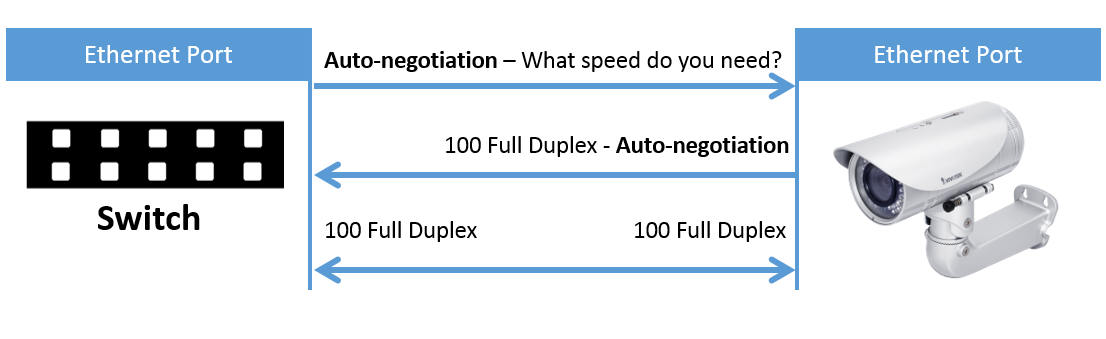 Ethernet Port
Ethernet Port
Auto-negotiation – What speed do you need?
100 Full Duplex - Auto-negotiation
Switch
100 Full Duplex
100 Full Duplex